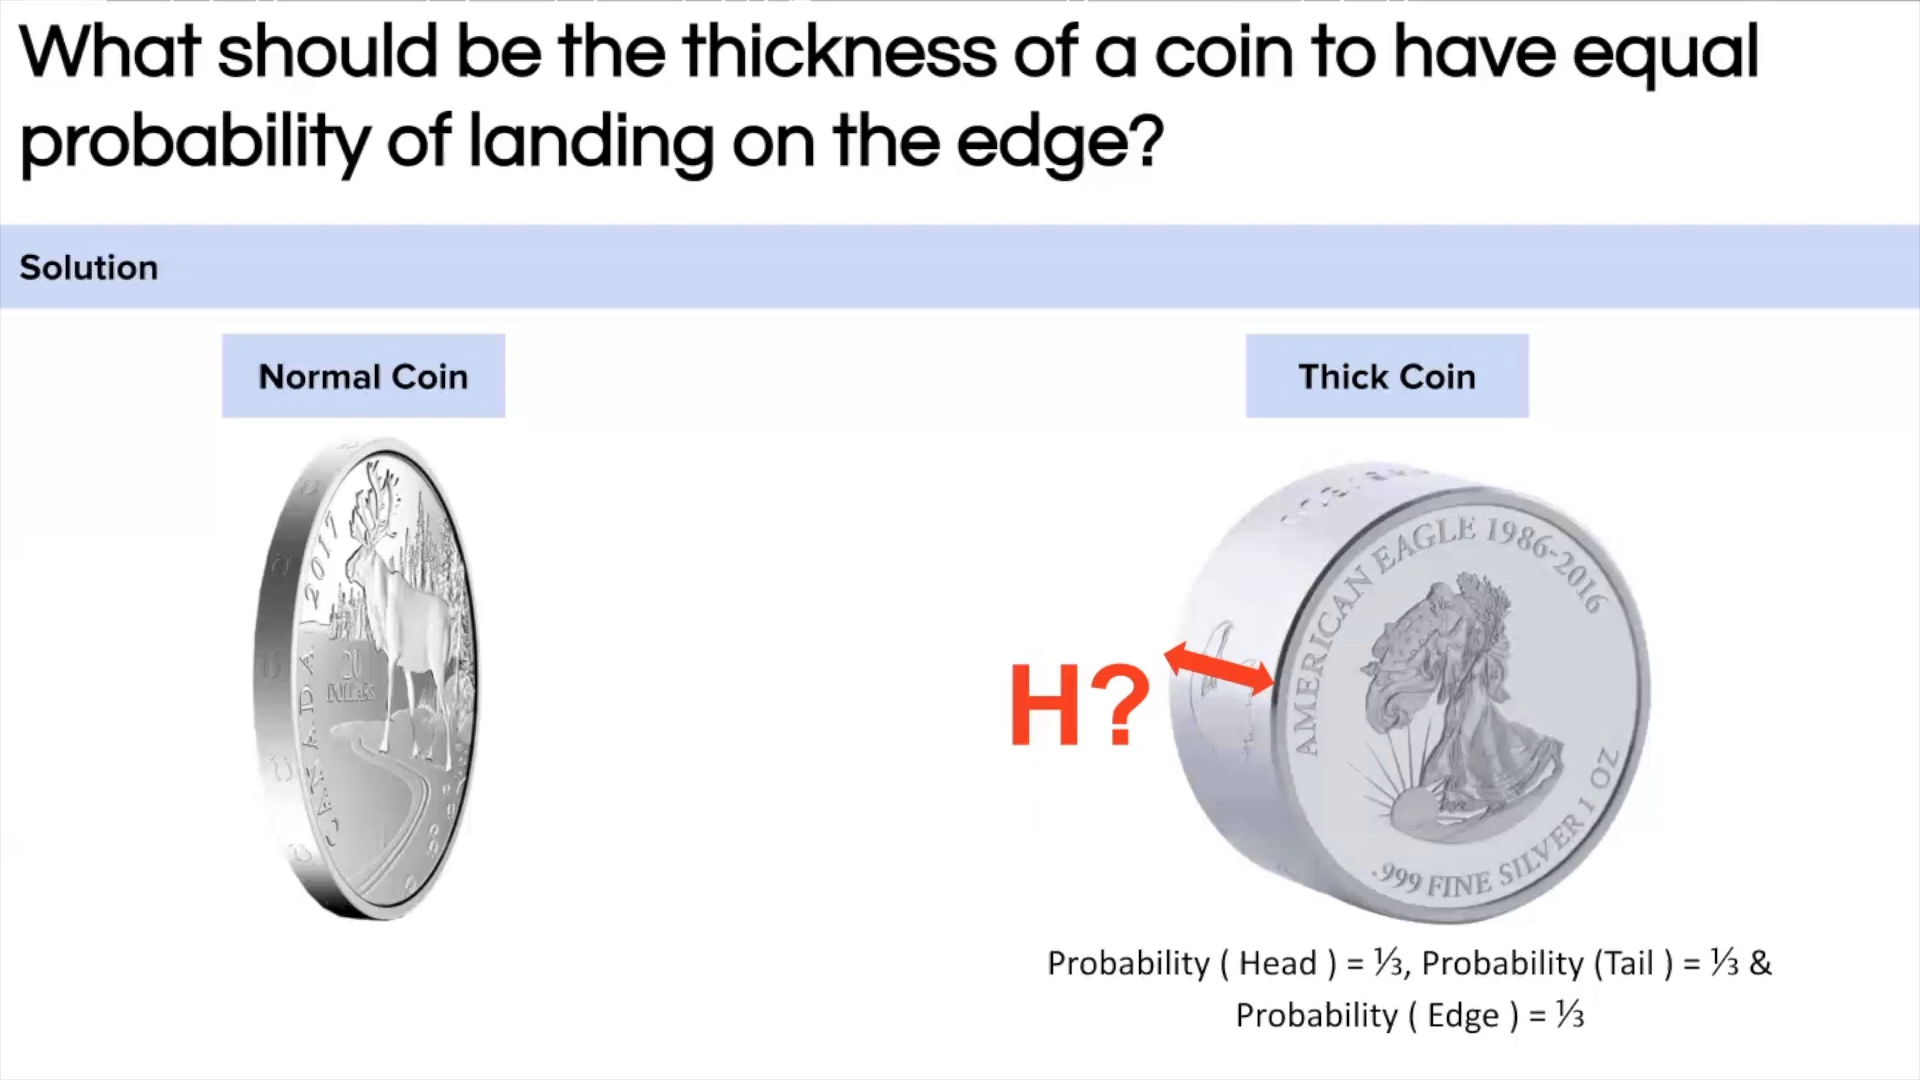 What should be the thickness of a coin to have equal
probability of landing on the edge?
Solution
Normal Coin
Thick Coin
CANADA 2017
20
DOLLARS
AMERICAN EAGLE 1986-2016
.999 FINE SILVER 1 OZ
H?
Probability ( Head ) = ⅓, Probability (Tail ) = ⅓ &
Probability ( Edge ) = ⅓